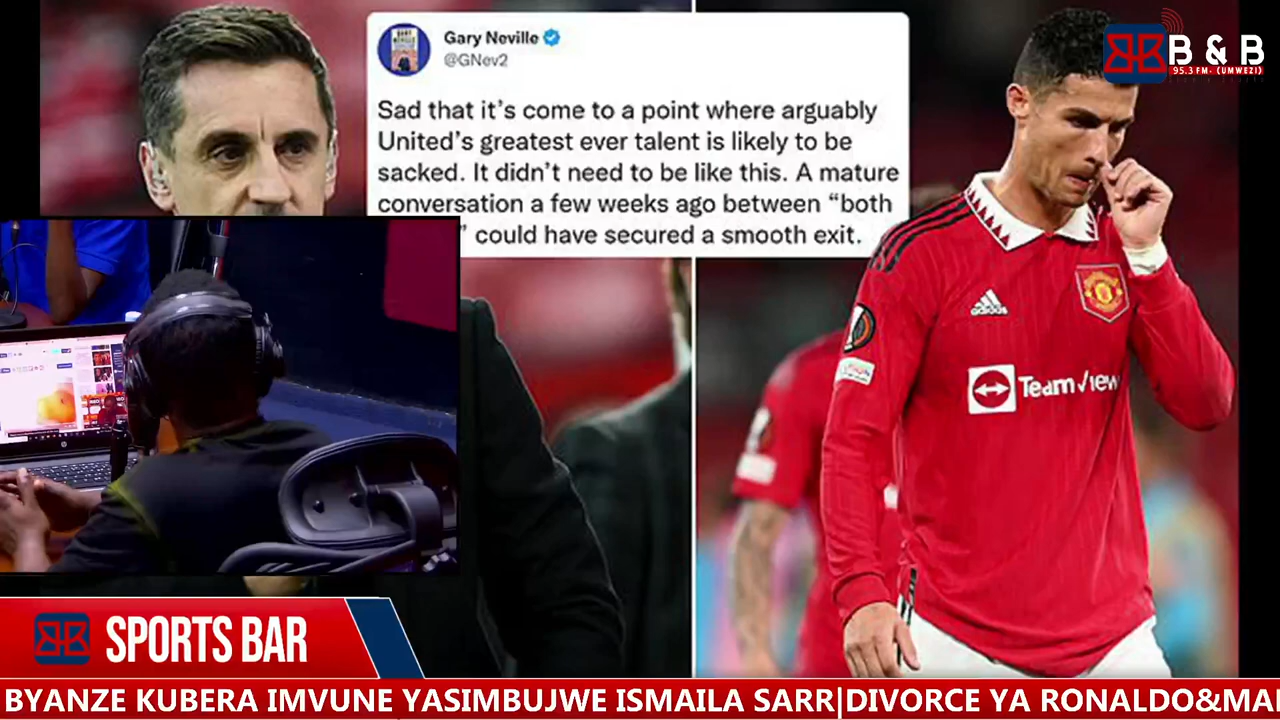 Gary Neville
@GNev2
Sad that it's come to a point where arguably
United's greatest ever talent is likely to be
sacked. It didn't need to be like this. A mature
conversation a few weeks ago between “both
” could have secured a smooth exit.
B & B
95.3 FM- (UMWEZI)
adidas
TeamView
SPORTS BAR
BYANZE KUBERA IMVUNE YASIMBUJWE ISMAILA SARR|DIVORCE YA RONALDO&MA